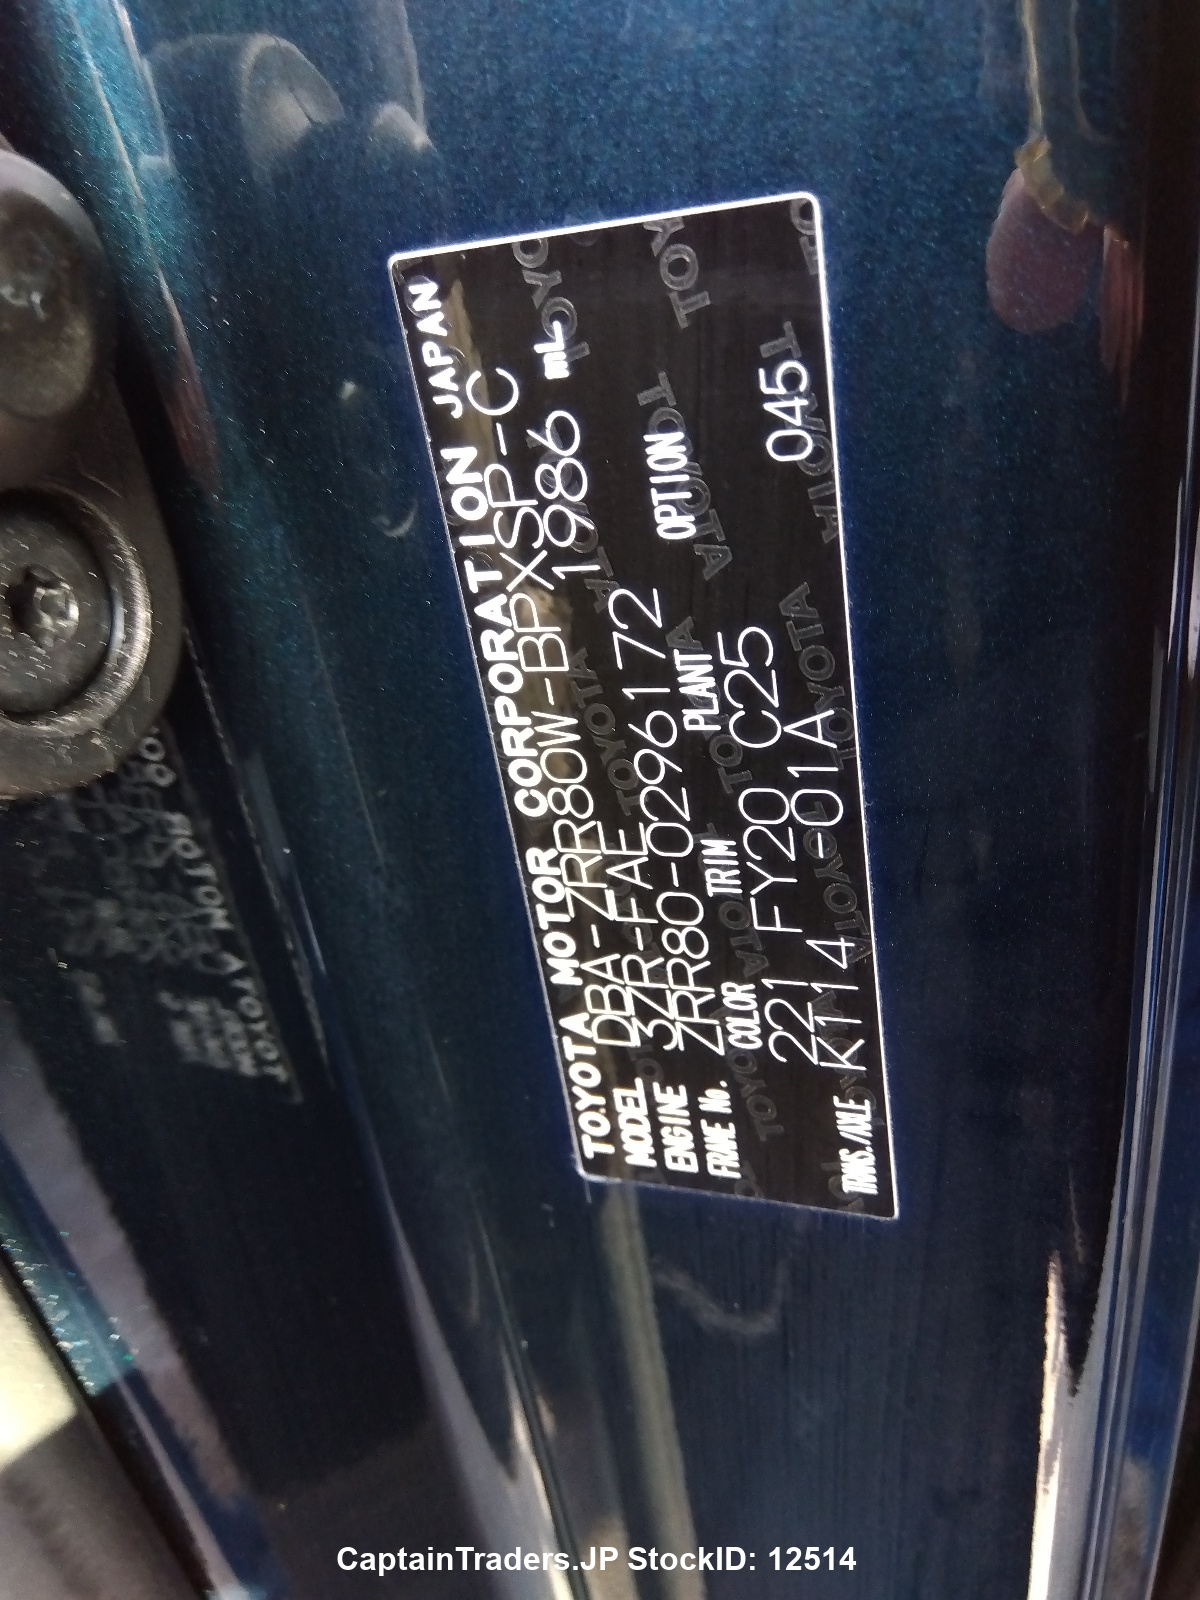 TOYOTA MOTOR CORPORATION JAPAN
MODEL DBA-ZRR80W-BPXSP-C
ENGINE 3ZR-FAE 1986 mL
FRAME No. ZRR80-0296172
COLOR TRIM PLANT OPTION
221 FY20 C25 045
TRANS./AXLE K114 -01A
CaptainTraders.JP StockID: 12514